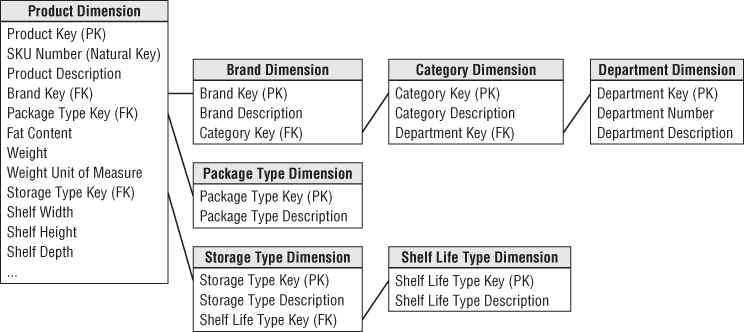 Product Dimension
Product Key (PK)
SKU Number (Natural Key)
Product Description
Brand Key (FK)
Package Type Key (FK)
Fat Content
Weight
Weight Unit of Measure
Storage Type Key (FK)
Shelf Width
Shelf Height
Shelf Depth
...
Brand Dimension
Brand Key (PK)
Brand Description
Category Key (FK)
Category Dimension
Category Key (PK)
Category Description
Department Key (FK)
Department Dimension
Department Key (PK)
Department Number
Department Description
Package Type Dimension
Package Type Key (PK)
Package Type Description
Storage Type Dimension
Storage Type Key (PK)
Storage Type Description
Shelf Life Type Key (FK)
Shelf Life Type Dimension
Shelf Life Type Key (PK)
Shelf Life Type Description